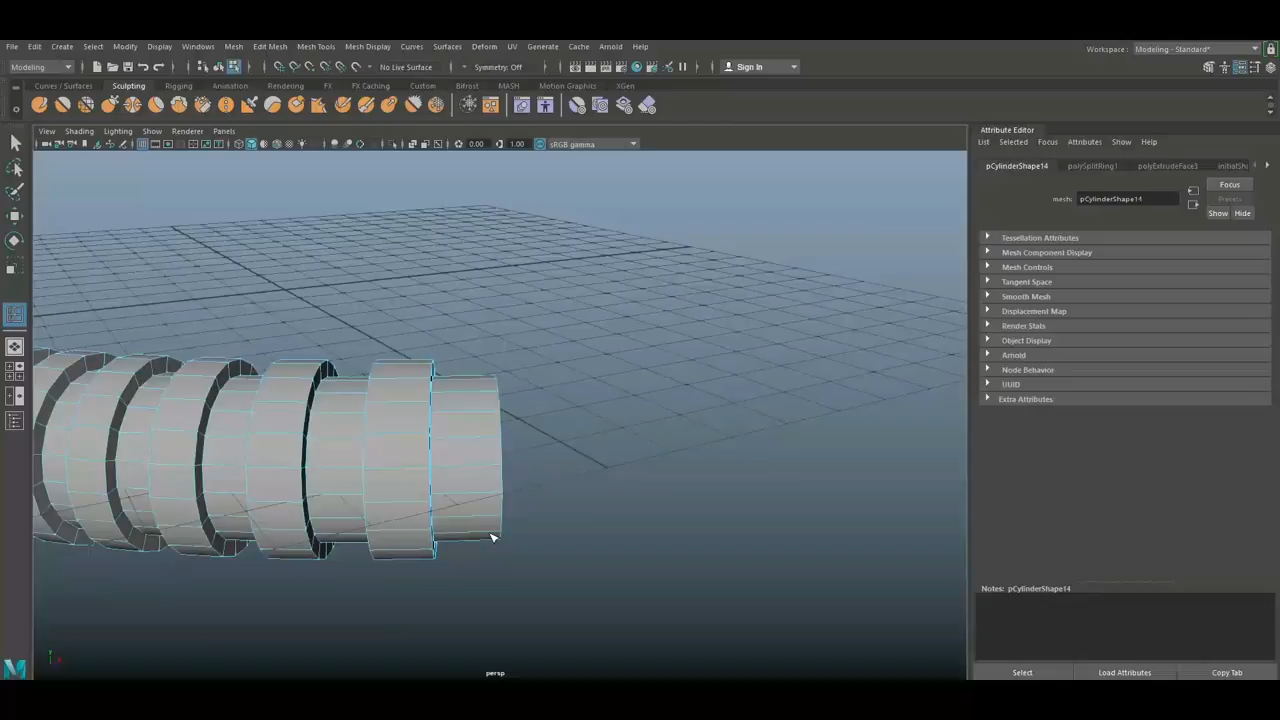 File Edit Create Select Modify Display Windows Mesh Edit Mesh Mesh Tools Mesh Display Curves Surfaces Deform UV Generate Cache Arnold Help
Workspace : Modeling - Standard*
Modeling No Live Surface Symmetry: Off Sign In
Curves / Surfaces Sculpting Rigging Animation Rendering FX FX Caching Custom Bifrost MASH Motion Graphics XGen
View Shading Lighting Show Renderer Panels
0.00 1.00 sRGB gamma
persp
Attribute Editor
List Selected Focus Attributes Show Help
pCylinderShape14 polySplitRing1 polyExtrudeFace3 initialSh
Focus
mesh: pCylinderShape14
Presets
Show Hide
Tessellation Attributes
Mesh Component Display
Mesh Controls
Tangent Space
Smooth Mesh
Displacement Map
Render Stats
Object Display
Arnold
Node Behavior
UUID
Extra Attributes
Notes: pCylinderShape14
Select Load Attributes Copy Tab